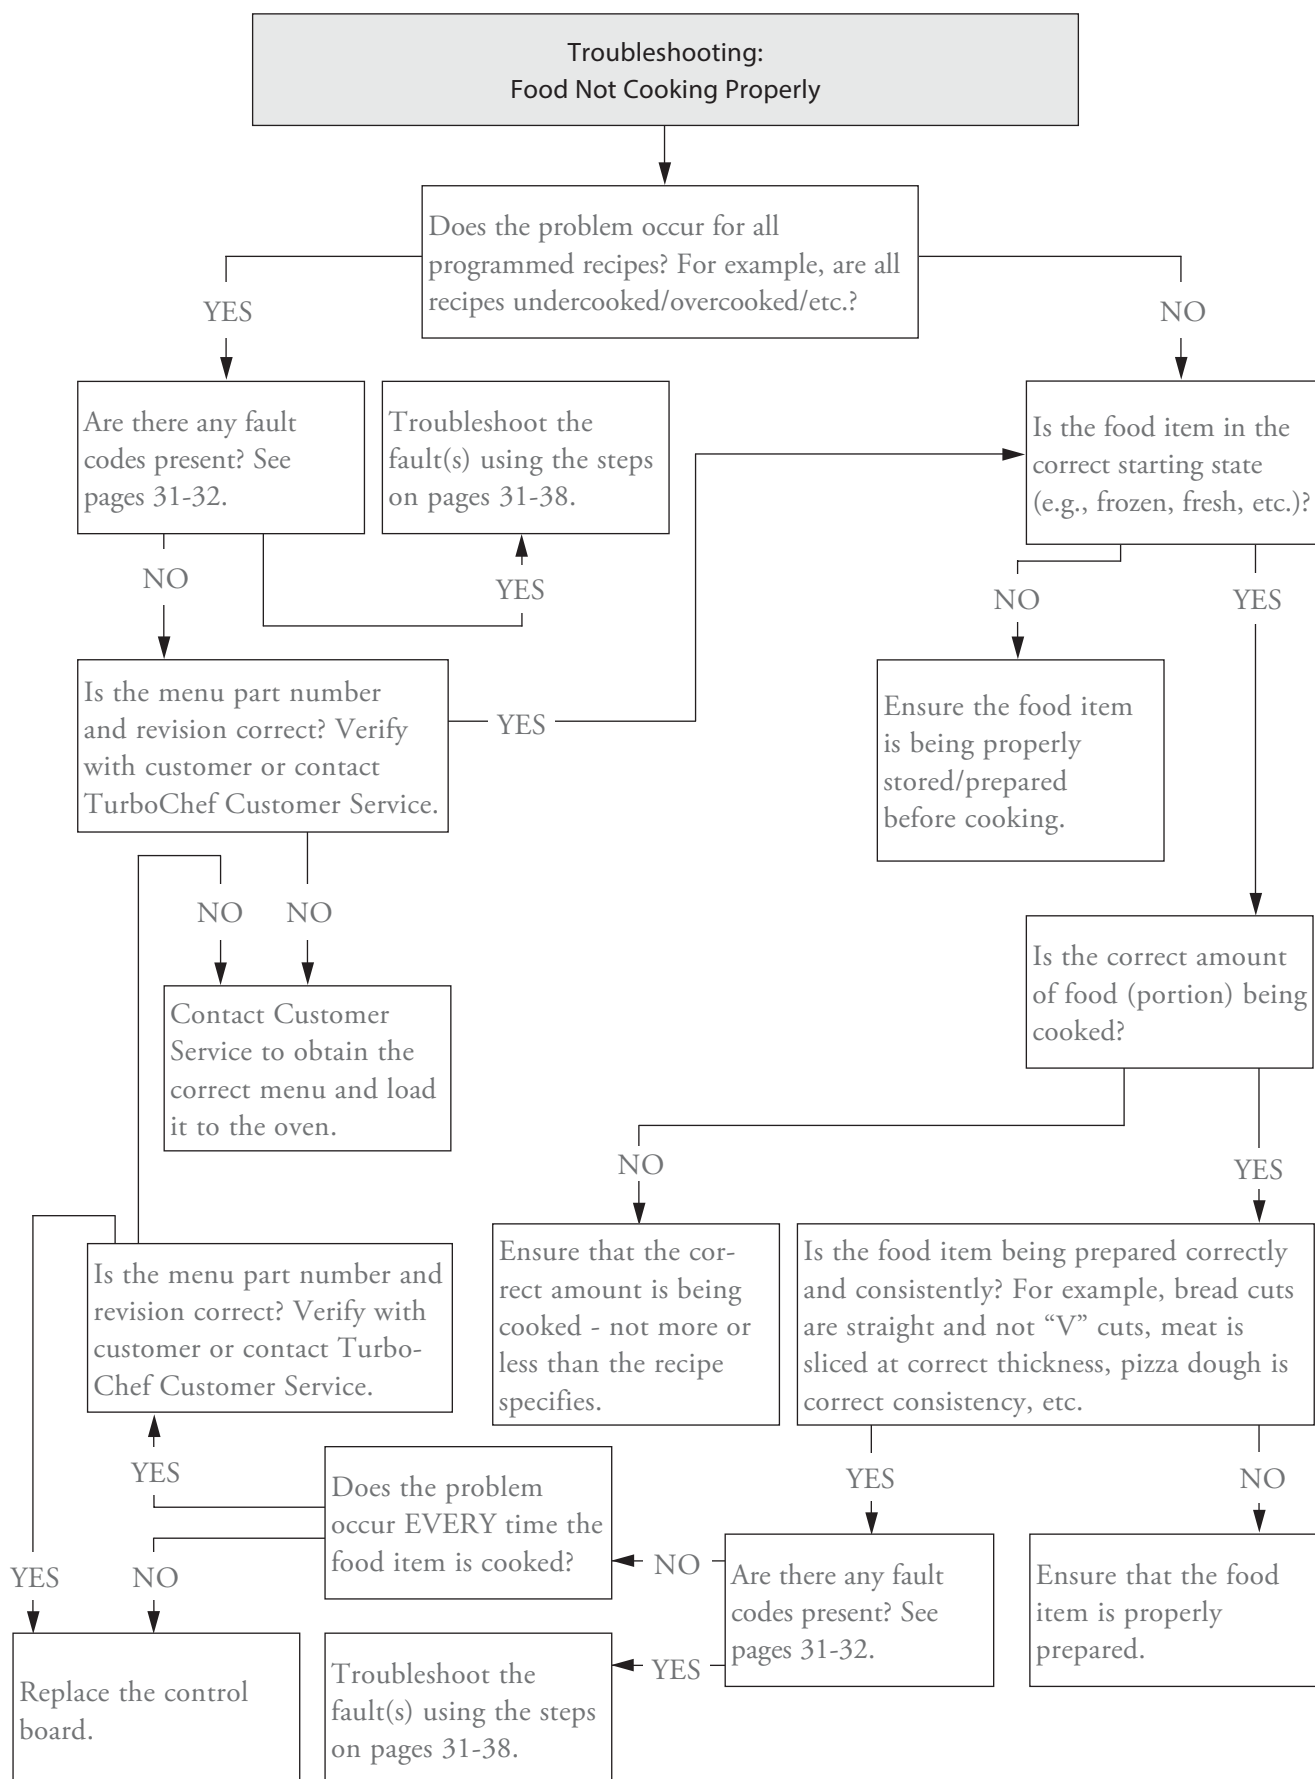 Troubleshooting:
Food Not Cooking Properly
Does the problem occur for all
programmed recipes? For example, are all
recipes undercooked/overcooked/etc.?
YES
NO
Are there any fault
codes present? See
pages 31-32.
Troubleshoot the
fault(s) using the steps
on pages 31-38.
Is the food item in the
correct starting state
(e.g., frozen, fresh, etc.)?
NO
YES
NO
YES
Is the menu part number
and revision correct? Verify
with customer or contact
TurboChef Customer Service.
YES
Ensure the food item
is being properly
stored/prepared
before cooking.
NO
NO
Is the correct amount
of food (portion) being
cooked?
Contact Customer
Service to obtain the
correct menu and load
it to the oven.
NO
YES
Is the menu part number and
revision correct? Verify with
customer or contact Turbo-
Chef Customer Service.
Ensure that the cor-
rect amount is being
cooked - not more or
less than the recipe
specifies.
Is the food item being prepared correctly
and consistently? For example, bread cuts
are straight and not “V” cuts, meat is
sliced at correct thickness, pizza dough is
correct consistency, etc.
YES
Does the problem
occur EVERY time the
food item is cooked?
YES
NO
YES
NO
NO
Are there any fault
codes present? See
pages 31-32.
Ensure that the food
item is properly
prepared.
YES
Replace the control
board.
Troubleshoot the
fault(s) using the steps
on pages 31-38.